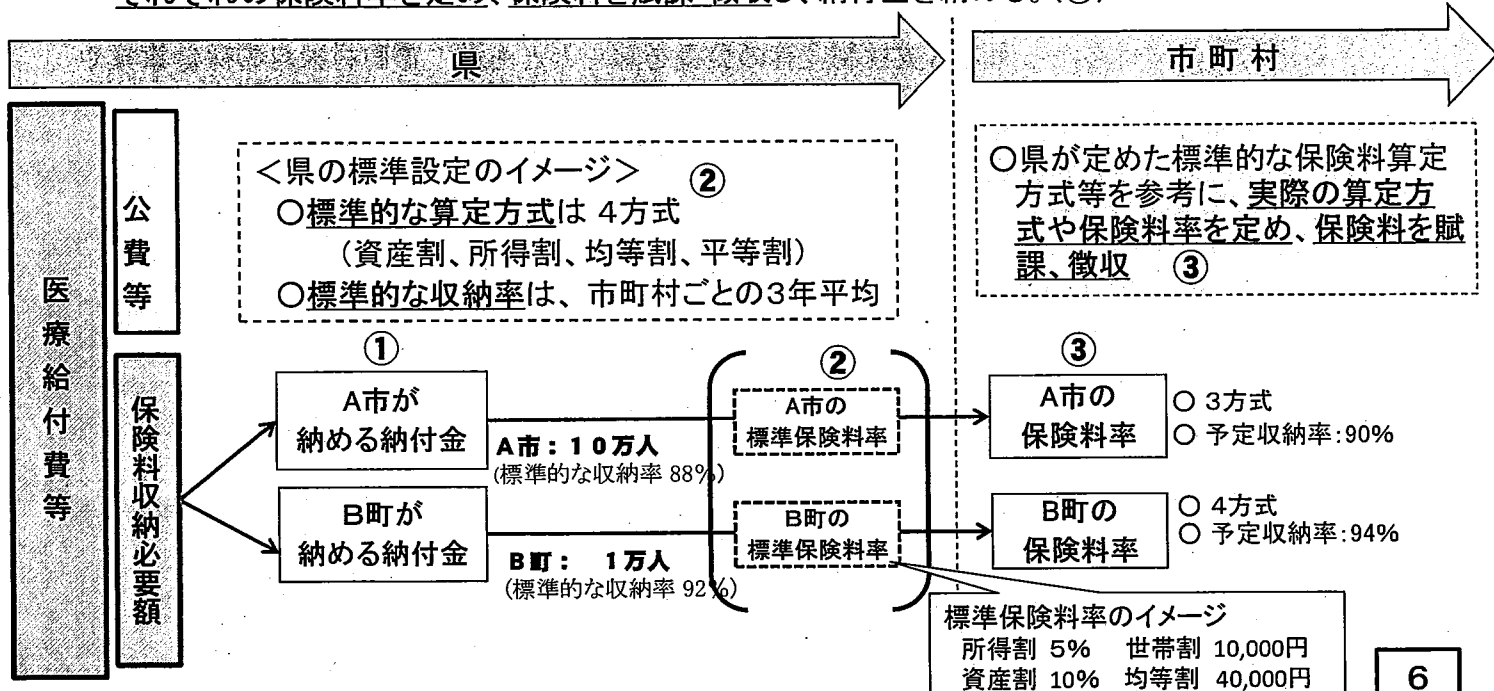 それぞれの保険料率を定め、保険料を賦課・徴収し、納付金を納める。(③)
県
市町村
医療給付費等
公費等
保険料収納必要額
<県の標準設定のイメージ> ②
○標準的な算定方式は 4方式
(資産割、所得割、均等割、平等割)
○標準的な収納率は、市町村ごとの3年平均
○県が定めた標準的な保険料算定
方式等を参考に、実際の算定方
式や保険料率を定め、保険料を賦
課、徴収 ③
①
A市が
納める納付金
A市:10万人
(標準的な収納率 88%)
②
A市の
標準保険料率
③
A市の
保険料率
○ 3方式
○ 予定収納率:90%
B町が
納める納付金
B町: 1万人
(標準的な収納率 92%)
B町の
標準保険料率
B町の
保険料率
○ 4方式
○ 予定収納率:94%
標準保険料率のイメージ
所得割 5% 世帯割 10,000円
資産割 10% 均等割 40,000円
6